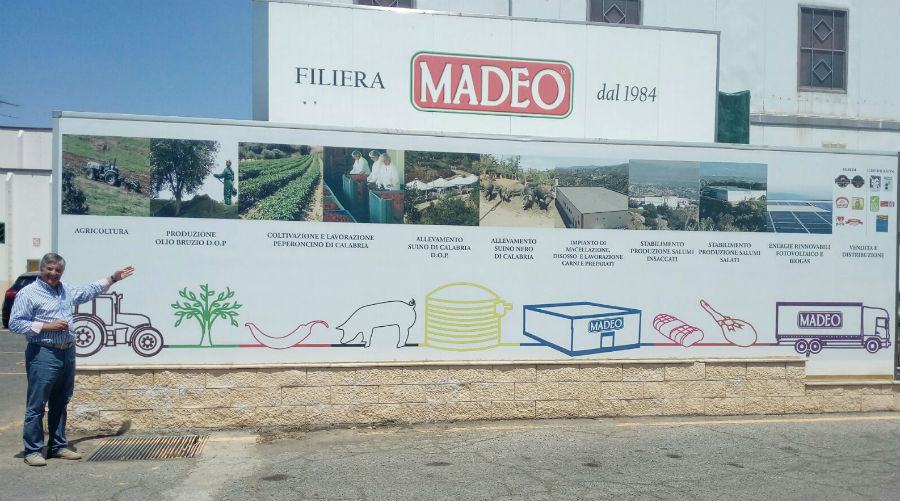 FILIERA
MADEO
dal 1984
AGRICOLTURA
PRODUZIONE
OLIO BRUZIO D.O.P
COLTIVAZIONE E LAVORAZIONE
PEPERONCINO DI CALABRIA
ALLEVAMENTO
SUINO DI CALABRIA
D.O.P.
ALLEVAMENTO
SUINO NERO
DI CALABRIA
IMPIANTO DI
MACELLAZIONE,
DISOSSO E LAVORAZIONE
CARNI E PREPARATI
STABILIMENTO
PRODUZIONE SALUMI
INSACCATI
STABILIMENTO
PRODUZIONE SALUMI
SALATI
ENERGIE RINNOVABILI
FOTOVOLTAICO E
BIOGAS
VENDITA E
DISTRIBUZIONE
MADEO
MADEO